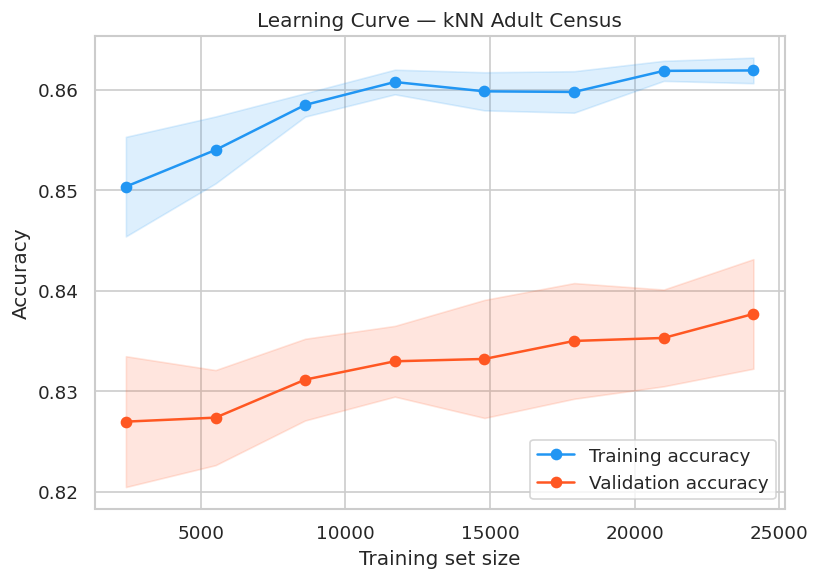 Learning Curve — kNN Adult Census
0.86
0.85
0.84
0.83
0.82
Accuracy
Training accuracy
Validation accuracy
5000 10000 15000 20000 25000
Training set size